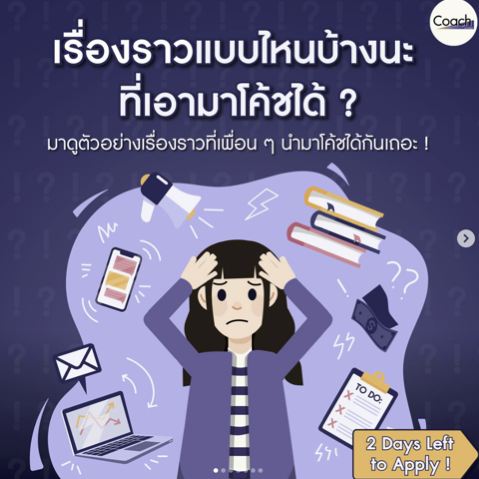 Coach
เรื่องราวแบบไหนบ้างนะ
ที่เอามาโค้ชได้ ?
มาดูตัวอย่างเรื่องราวที่เพื่อน ๆ นำมาโค้ชได้กันเถอะ !
TO DO:
2 Days Left
to Apply !